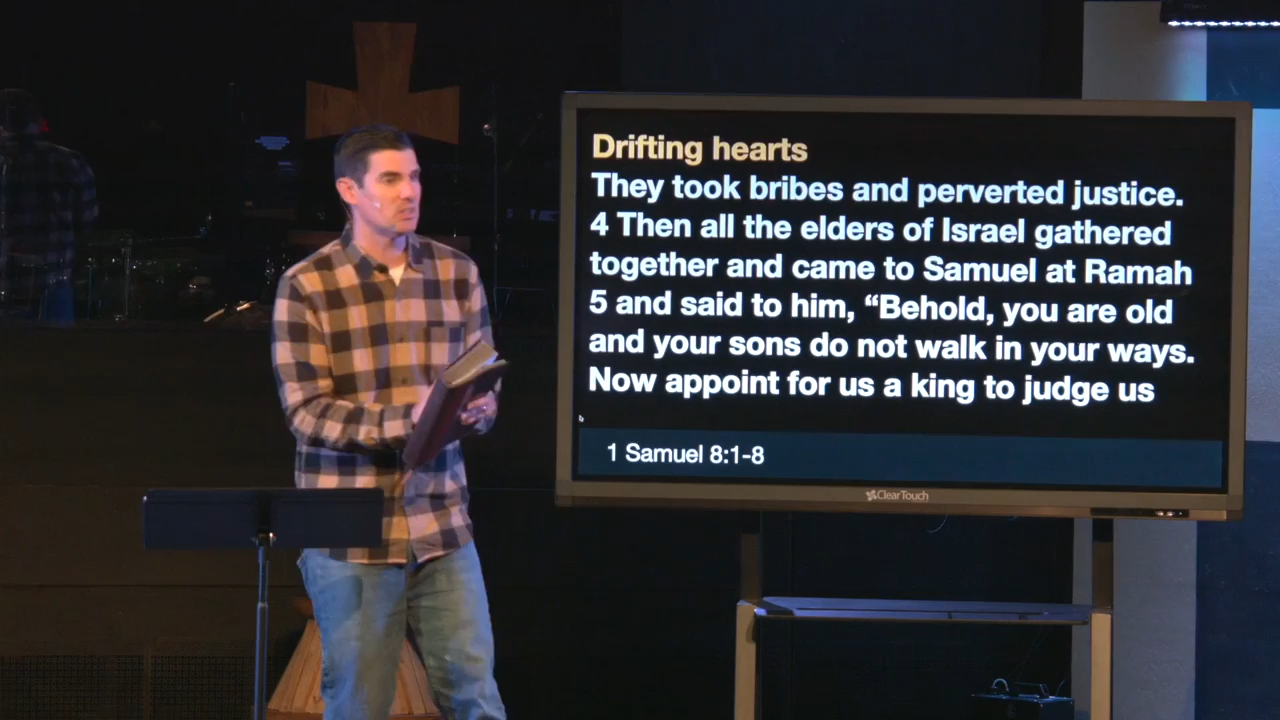 Drifting hearts
They took bribes and perverted justice.
4 Then all the elders of Israel gathered
together and came to Samuel at Ramah
5 and said to him, “Behold, you are old
and your sons do not walk in your ways.
Now appoint for us a king to judge us
1 Samuel 8:1-8
ClearTouch